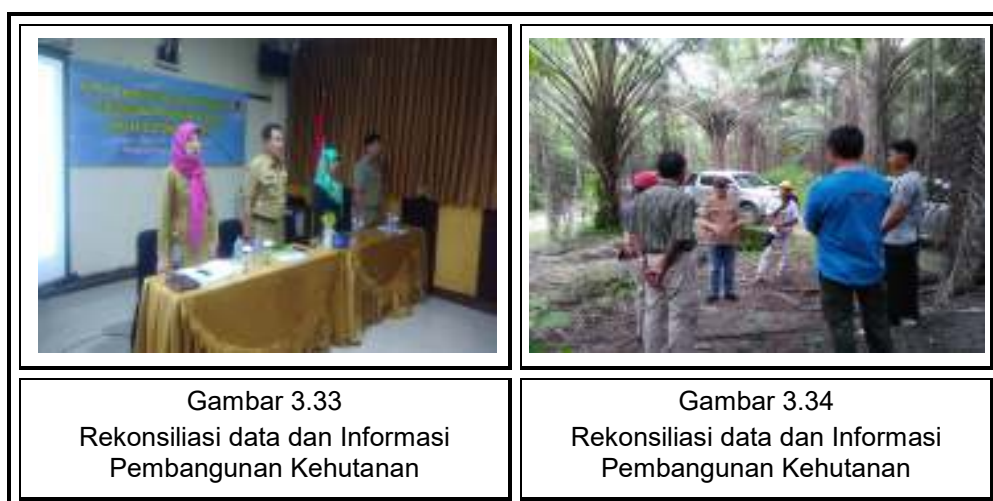 Gambar 3.33
Rekonsiliasi data dan Informasi
Pembangunan Kehutanan
Gambar 3.34
Rekonsiliasi data dan Informasi
Pembangunan Kehutanan